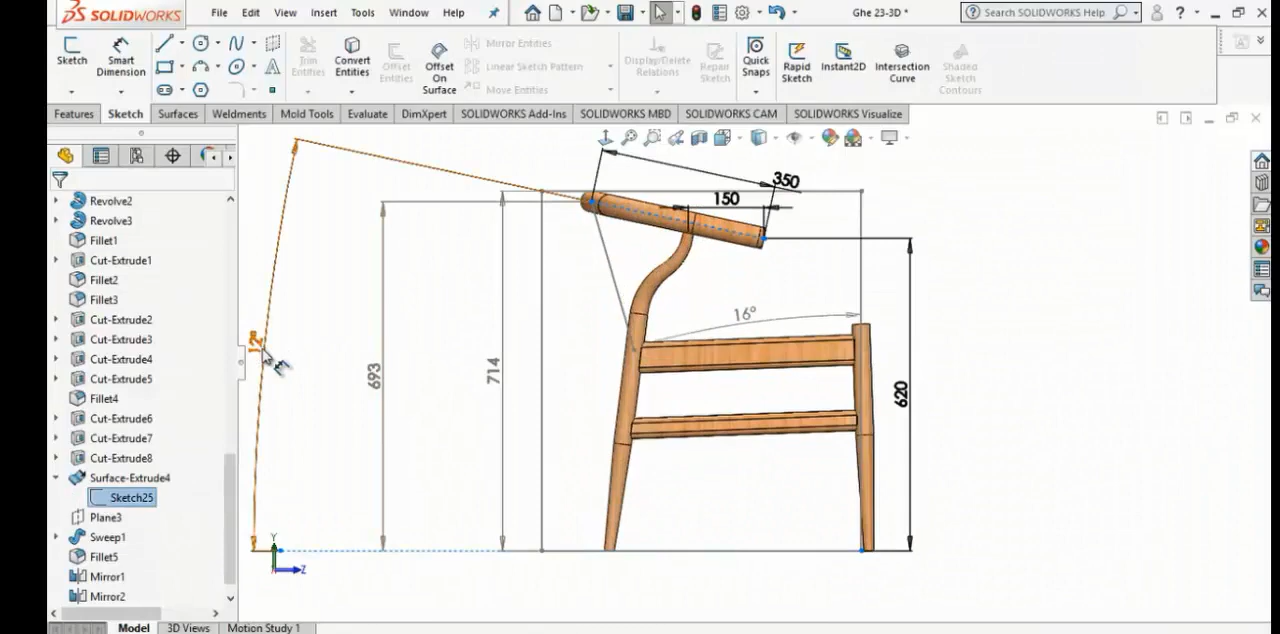 SOLIDWORKS File Edit View Insert Tools Window Help Ghe 23-3D * Search SOLIDWORKS Help ?
Sketch Smart Dimension Trim Entities Convert Entities Offset Entities Offset On Surface Mirror Entities Linear Sketch Pattern Move Entities Display/Delete Relations Repair Sketch Quick Snaps Rapid Sketch Instant2D Intersection Curve Shaded Sketch Contours
Features Sketch Surfaces Weldments Mold Tools Evaluate DimXpert SOLIDWORKS Add-Ins SOLIDWORKS MBD SOLIDWORKS CAM SOLIDWORKS Visualize
Revolve2
Revolve3
Fillet1
Cut-Extrude1
Fillet2
Fillet3
Cut-Extrude2
Cut-Extrude3
Cut-Extrude4
Cut-Extrude5
Fillet4
Cut-Extrude6
Cut-Extrude7
Cut-Extrude8
Surface-Extrude4
Sketch25
Plane3
Sweep1
Fillet5
Mirror1
Mirror2
350
150
16°
12°
693
714
620
Y
Z
Model 3D Views Motion Study 1